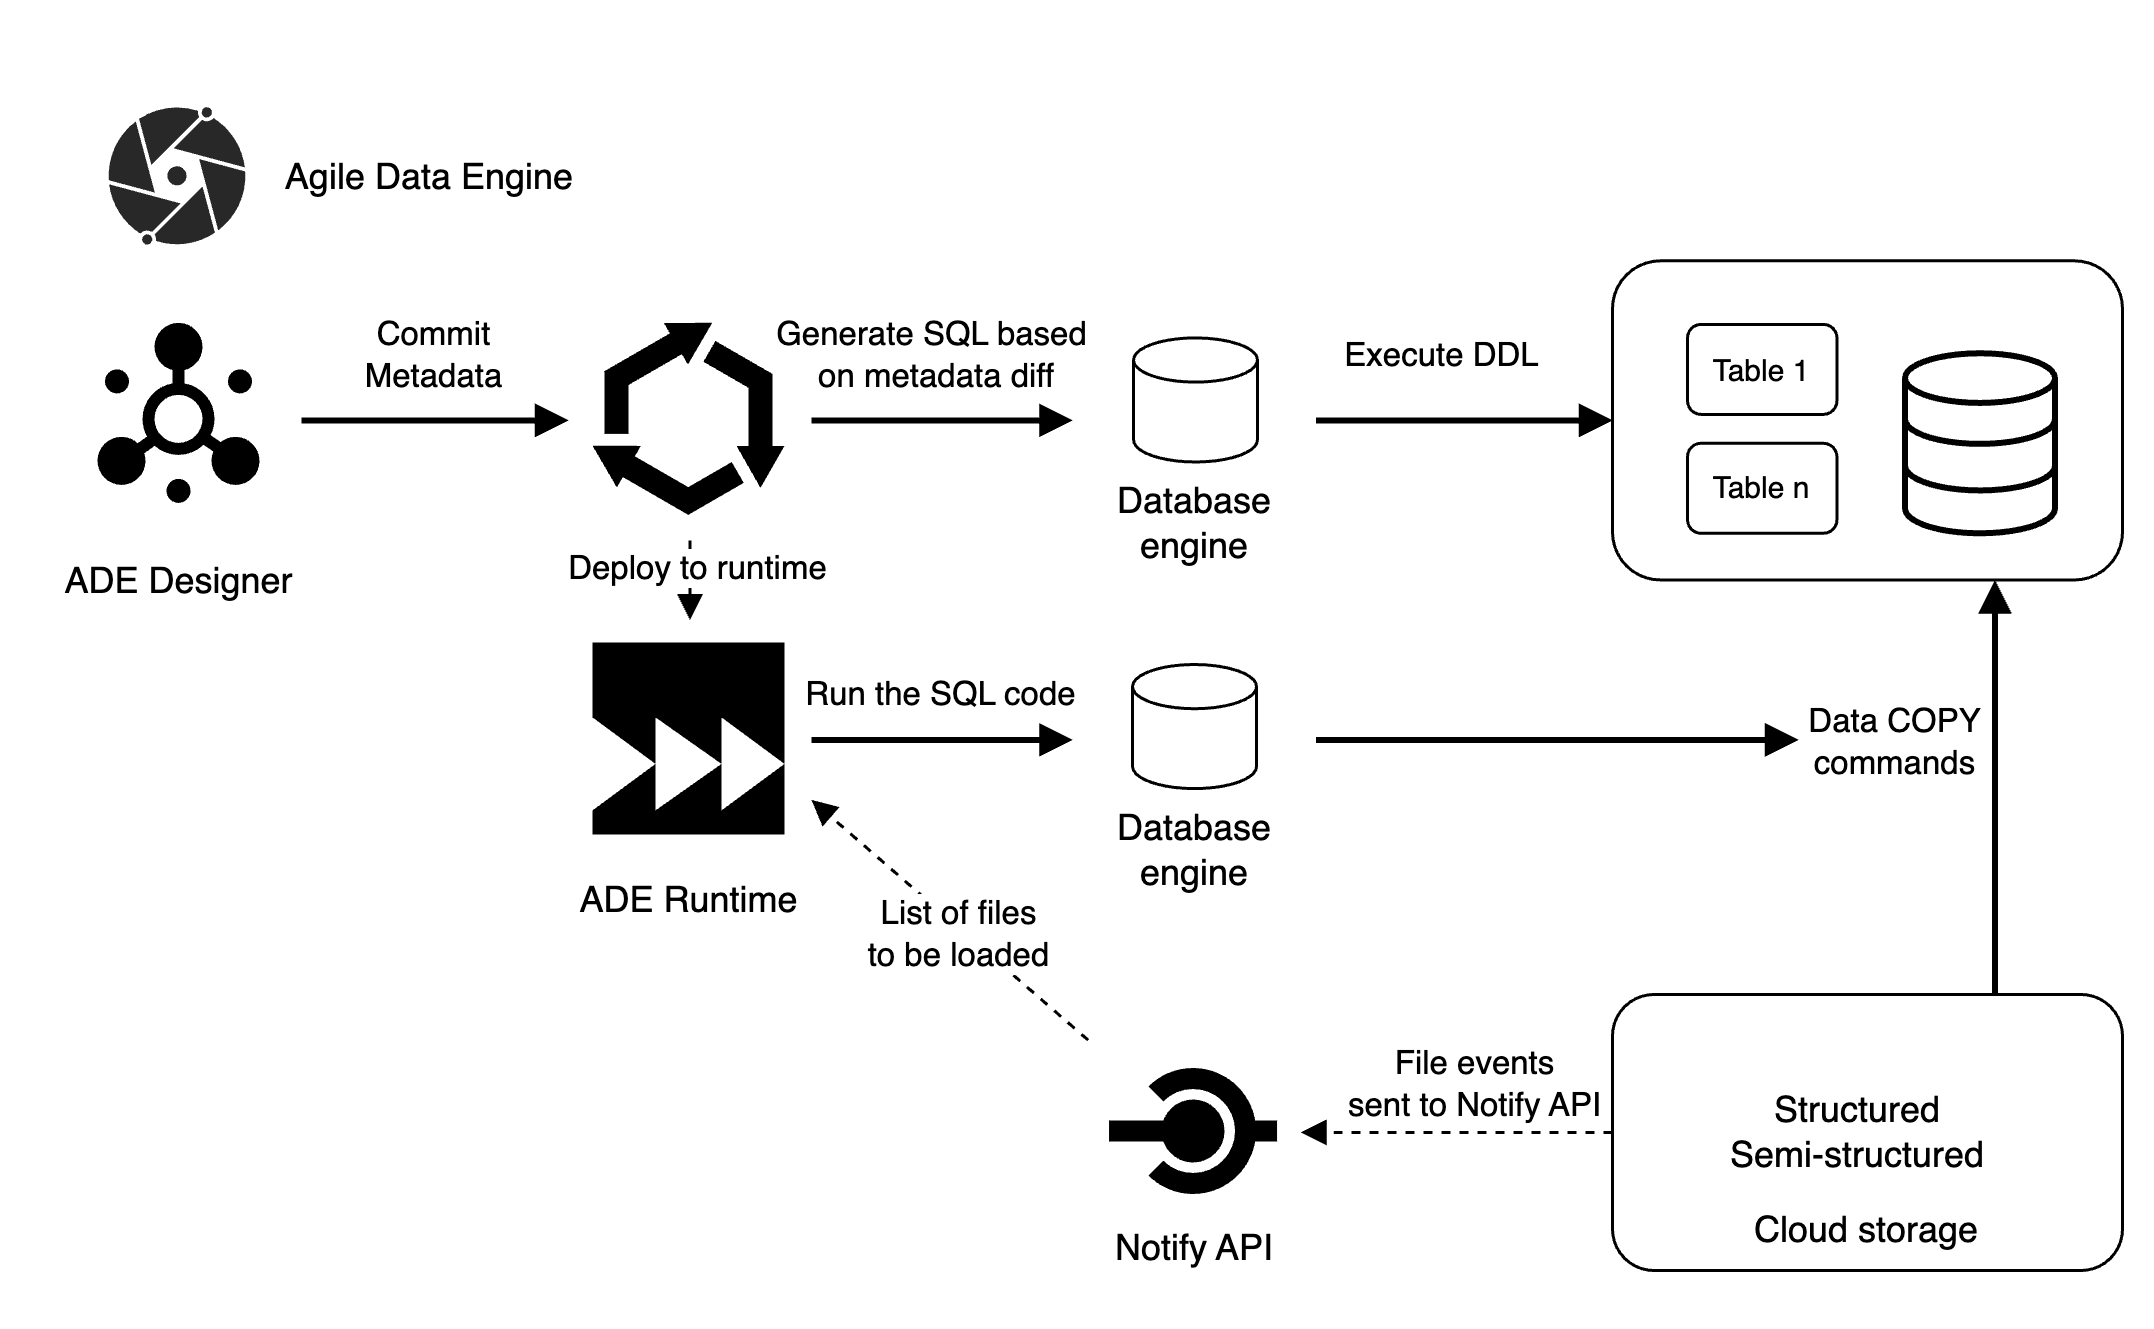 Agile Data Engine
Commit
Metadata
Generate SQL based
on metadata diff
Execute DDL
Table 1
Table n
Database
engine
ADE Designer
Deploy to runtime
Run the SQL code
Data COPY
commands
Database
engine
ADE Runtime
List of files
to be loaded
File events
sent to Notify API
Structured
Semi-structured
Cloud storage
Notify API